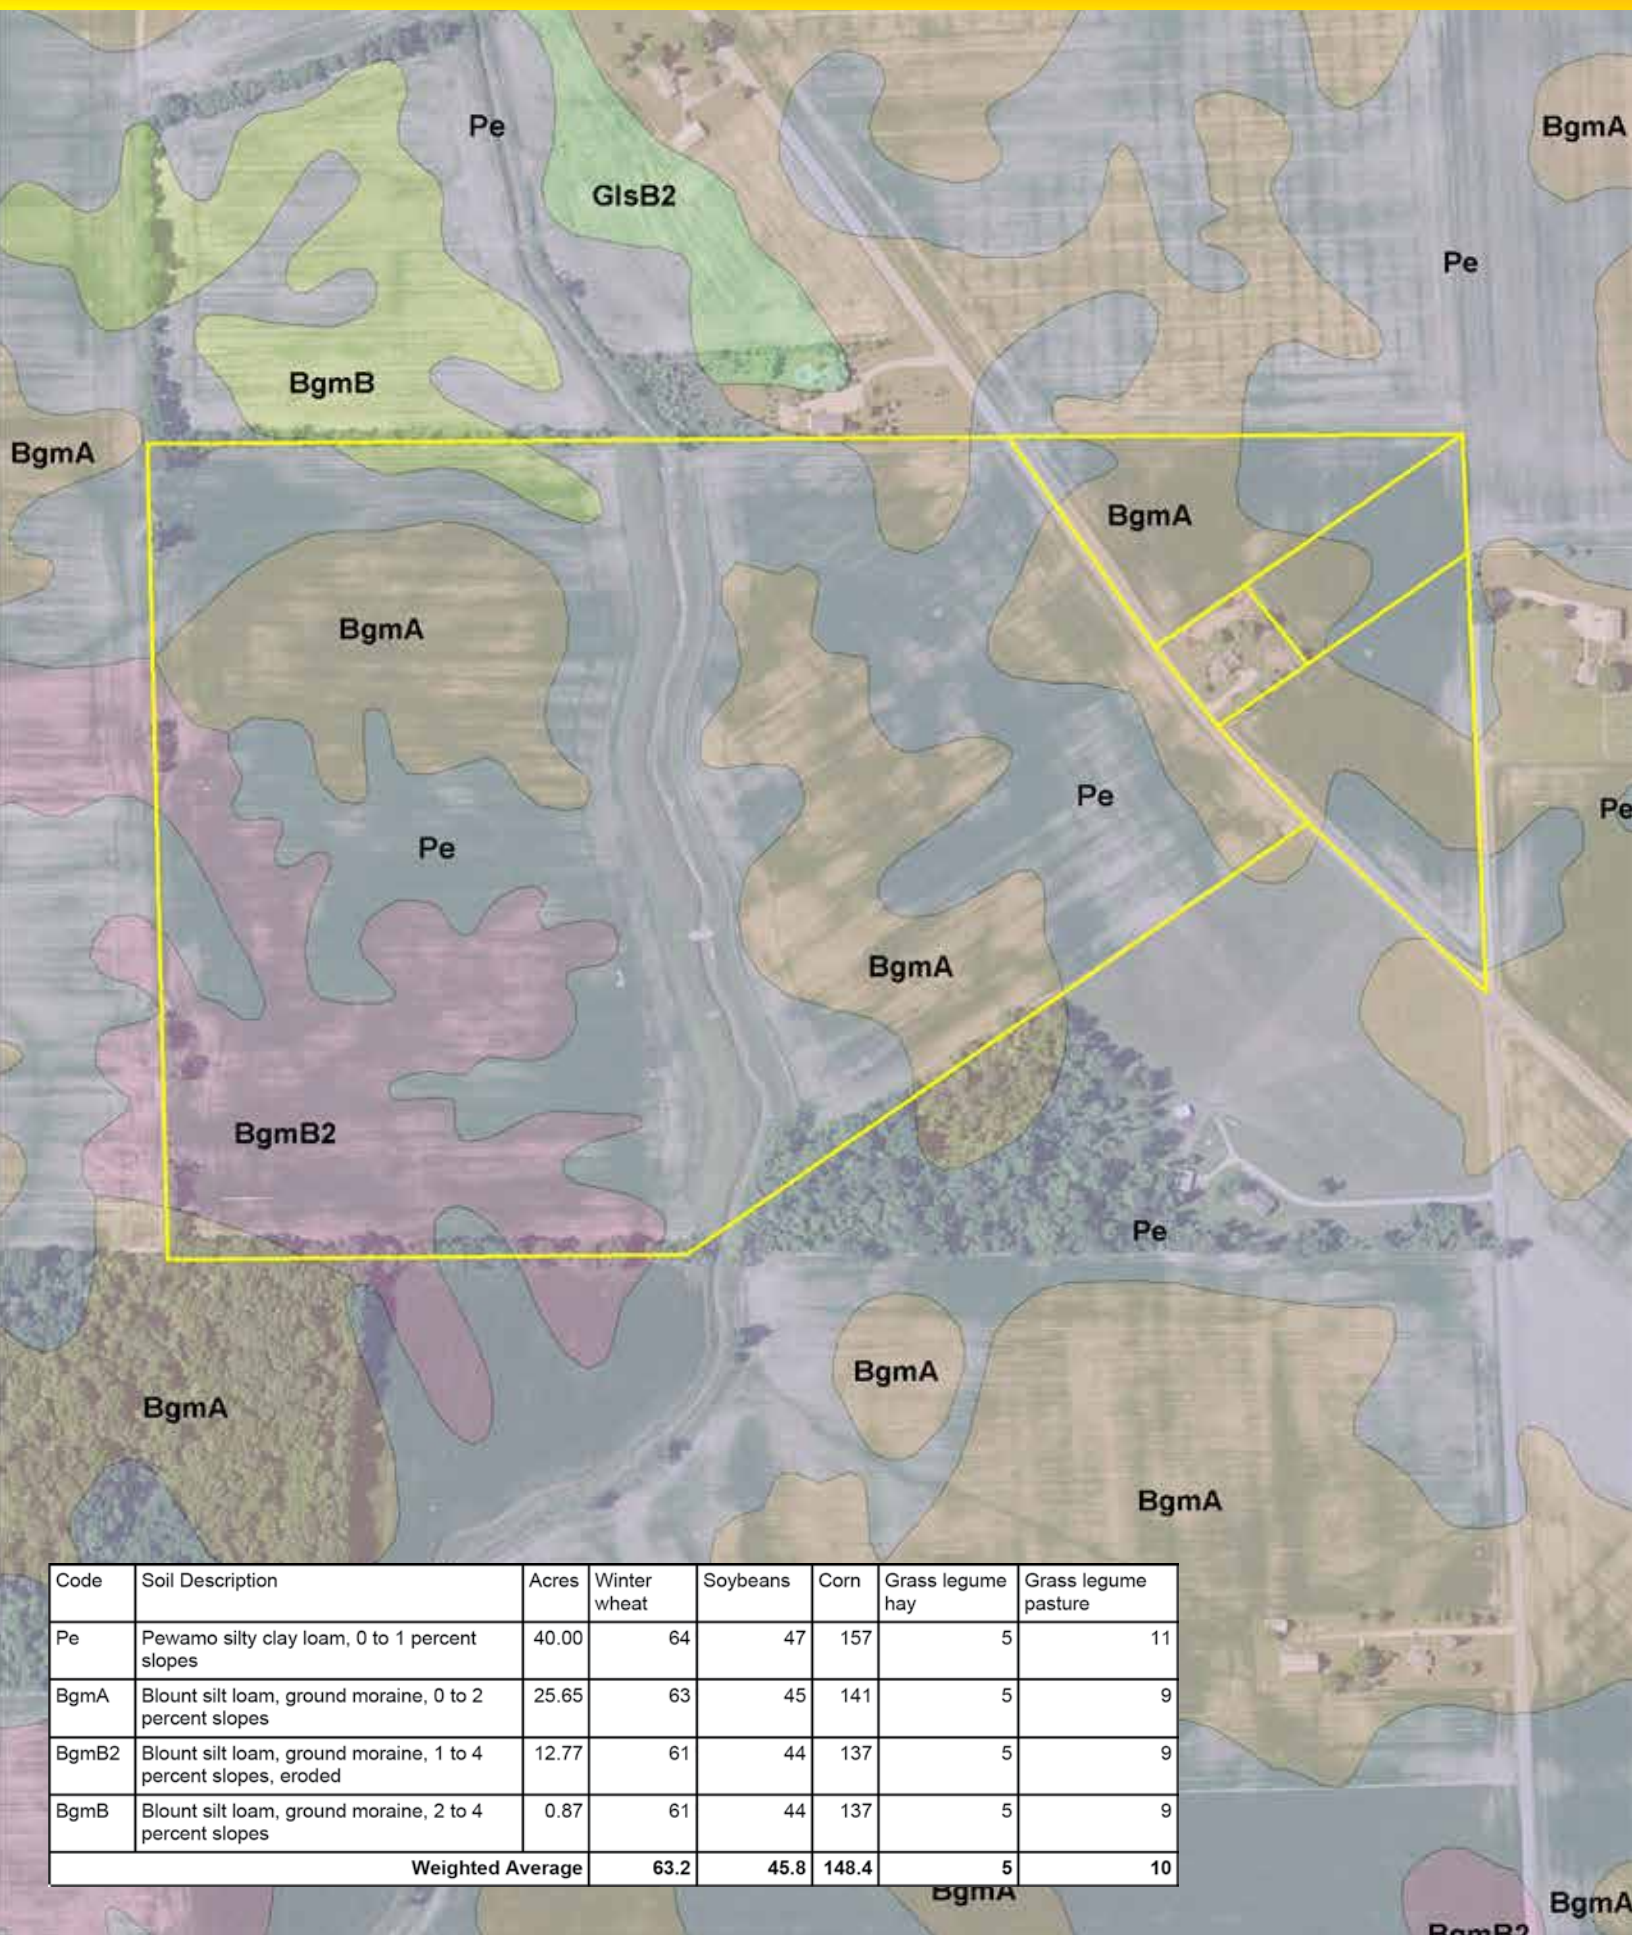 Pe
BgmA
GlsB2
Pe
BgmB
BgmA
BgmA
BgmA
Pe
Pe
Pe
BgmA
BgmB2
Pe
BgmA
BgmA
BgmA
Code Soil Description Acres Winter wheat Soybeans Corn Grass legume hay Grass legume pasture
Pe Pewamo silty clay loam, 0 to 1 percent slopes 40.00 64 47 157 5 11
BgmA Blount silt loam, ground moraine, 0 to 2 percent slopes 25.65 63 45 141 5 9
BgmB2 Blount silt loam, ground moraine, 1 to 4 percent slopes, eroded 12.77 61 44 137 5 9
BgmB Blount silt loam, ground moraine, 2 to 4 percent slopes 0.87 61 44 137 5 9
Weighted Average 63.2 45.8 148.4 5 10
BgmA
BgmA
BgmB2